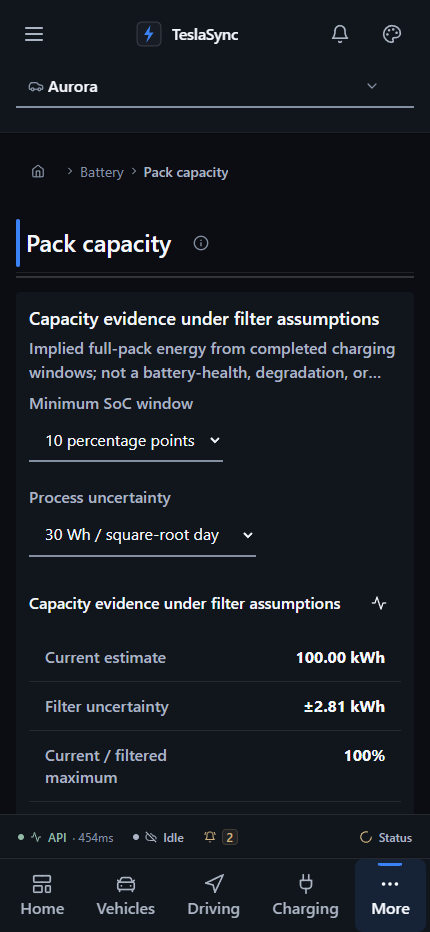 TeslaSync
Aurora
Battery
Pack capacity
Pack capacity
Capacity evidence under filter assumptions
Implied full-pack energy from completed charging
windows; not a battery-health, degradation, or...
Minimum SoC window
10 percentage points
Process uncertainty
30 Wh / square-root day
Capacity evidence under filter assumptions
Current estimate 100.00 kWh
Filter uncertainty ±2.81 kWh
Current / filtered 100%
maximum
API · 454ms Idle 2 Status
Home Vehicles Driving Charging More